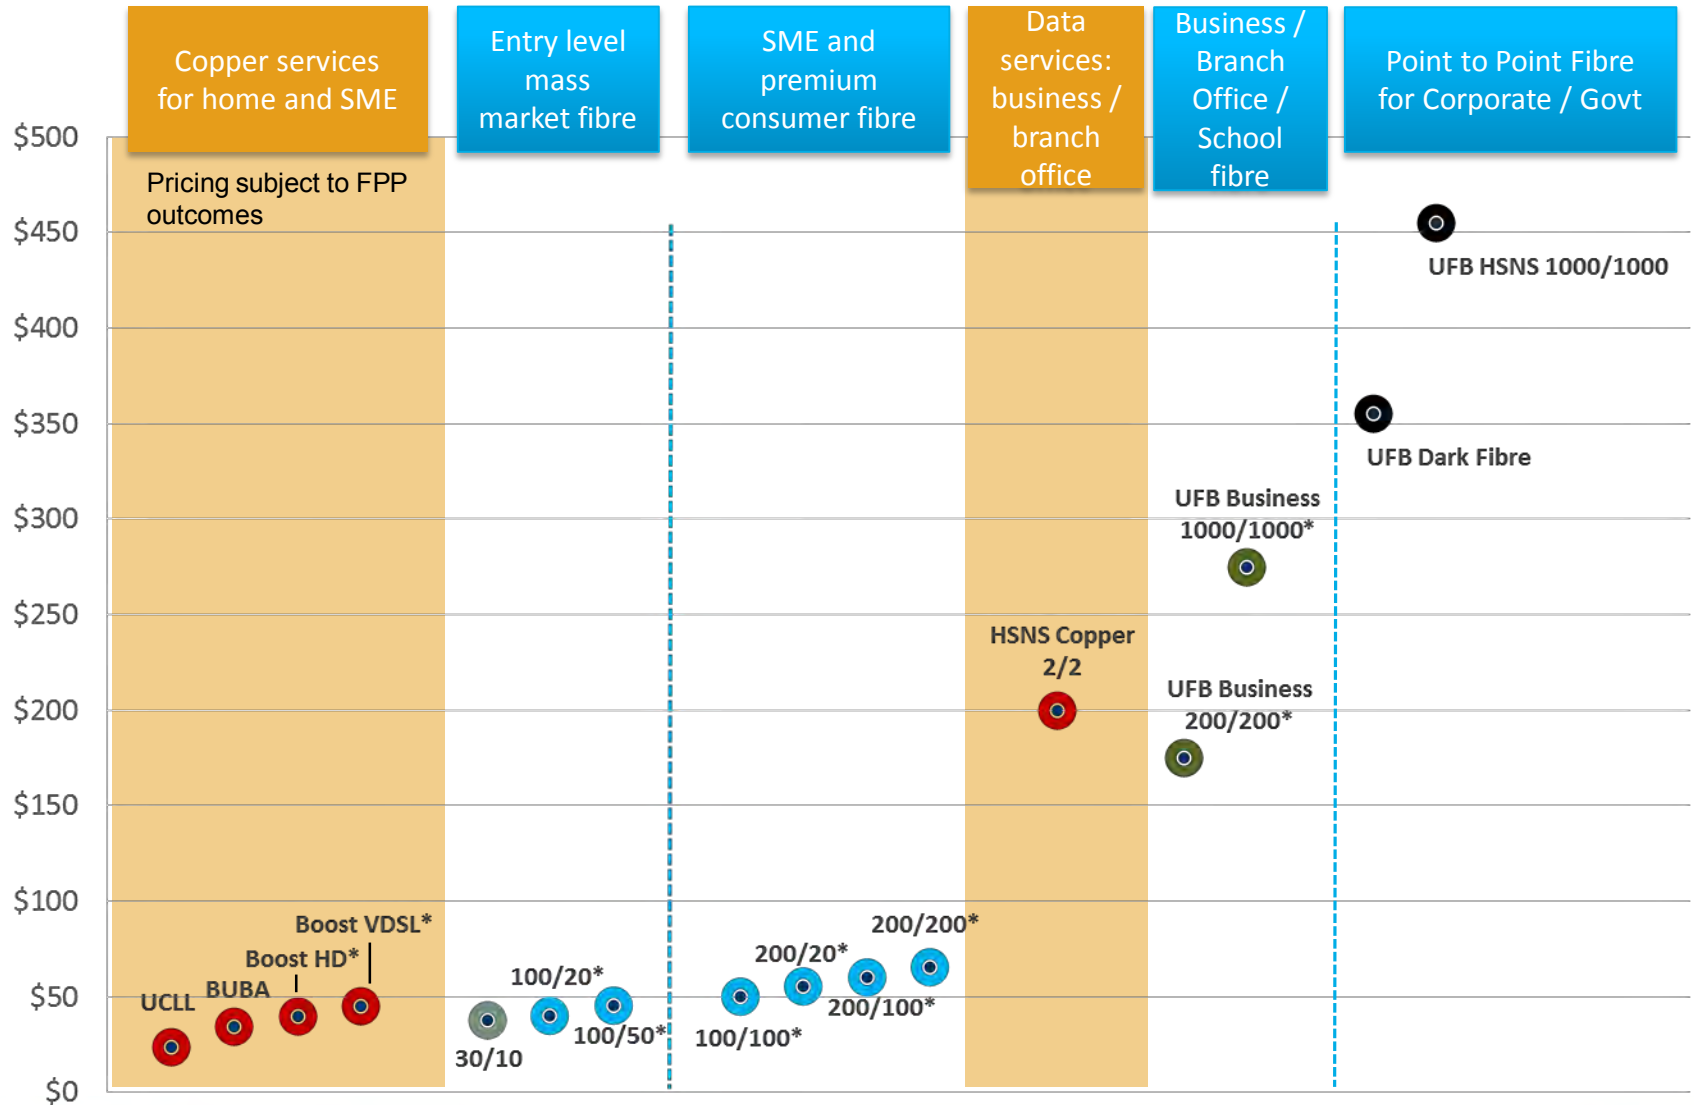 Copper services
for home and SME
Entry level
mass
market fibre
SME and
premium
consumer fibre
Data
services:
business /
branch
office
Business /
Branch
Office /
School
fibre
Point to Point Fibre
for Corporate / Govt
Pricing subject to FPP
outcomes
$500
$450
$400
$350
$300
$250
$200
$150
$100
$50
$0
UCLL
BUBA
Boost HD*
Boost VDSL*
30/10
100/20*
100/50*
100/100*
200/20*
200/100*
200/200*
HSNS Copper
2/2
UFB Business
200/200*
UFB Business
1000/1000*
UFB Dark Fibre
UFB HSNS 1000/1000